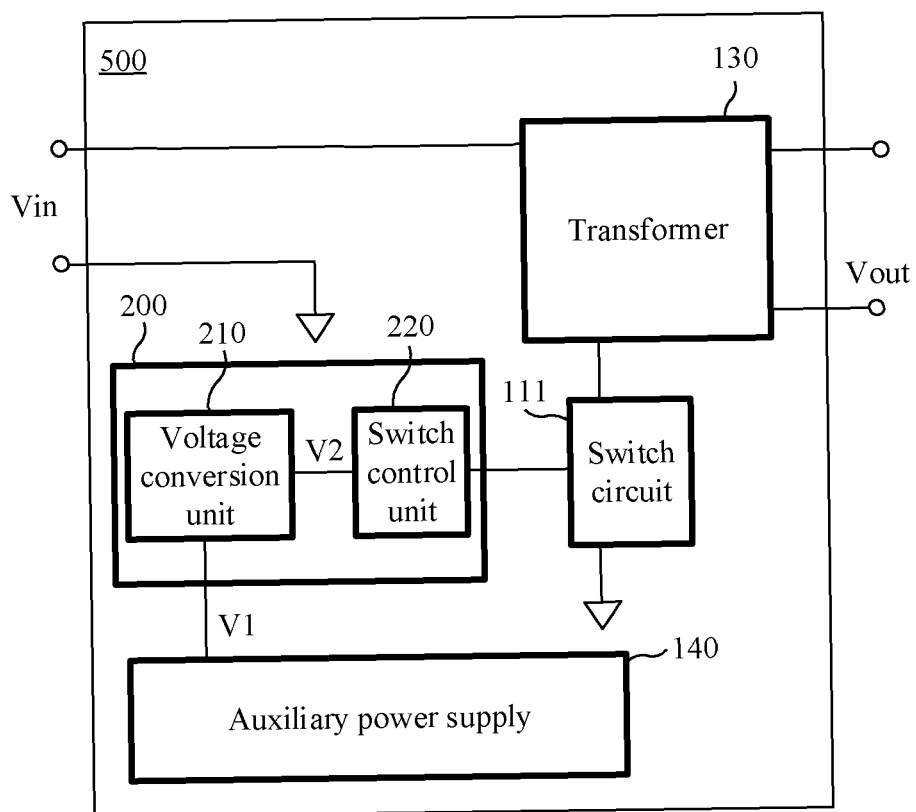 500
130
Vin
Transformer
Vout
200
210
220
111
Voltage
conversion
unit
V2
Switch
control
unit
Switch
circuit
V1
140
Auxiliary power supply